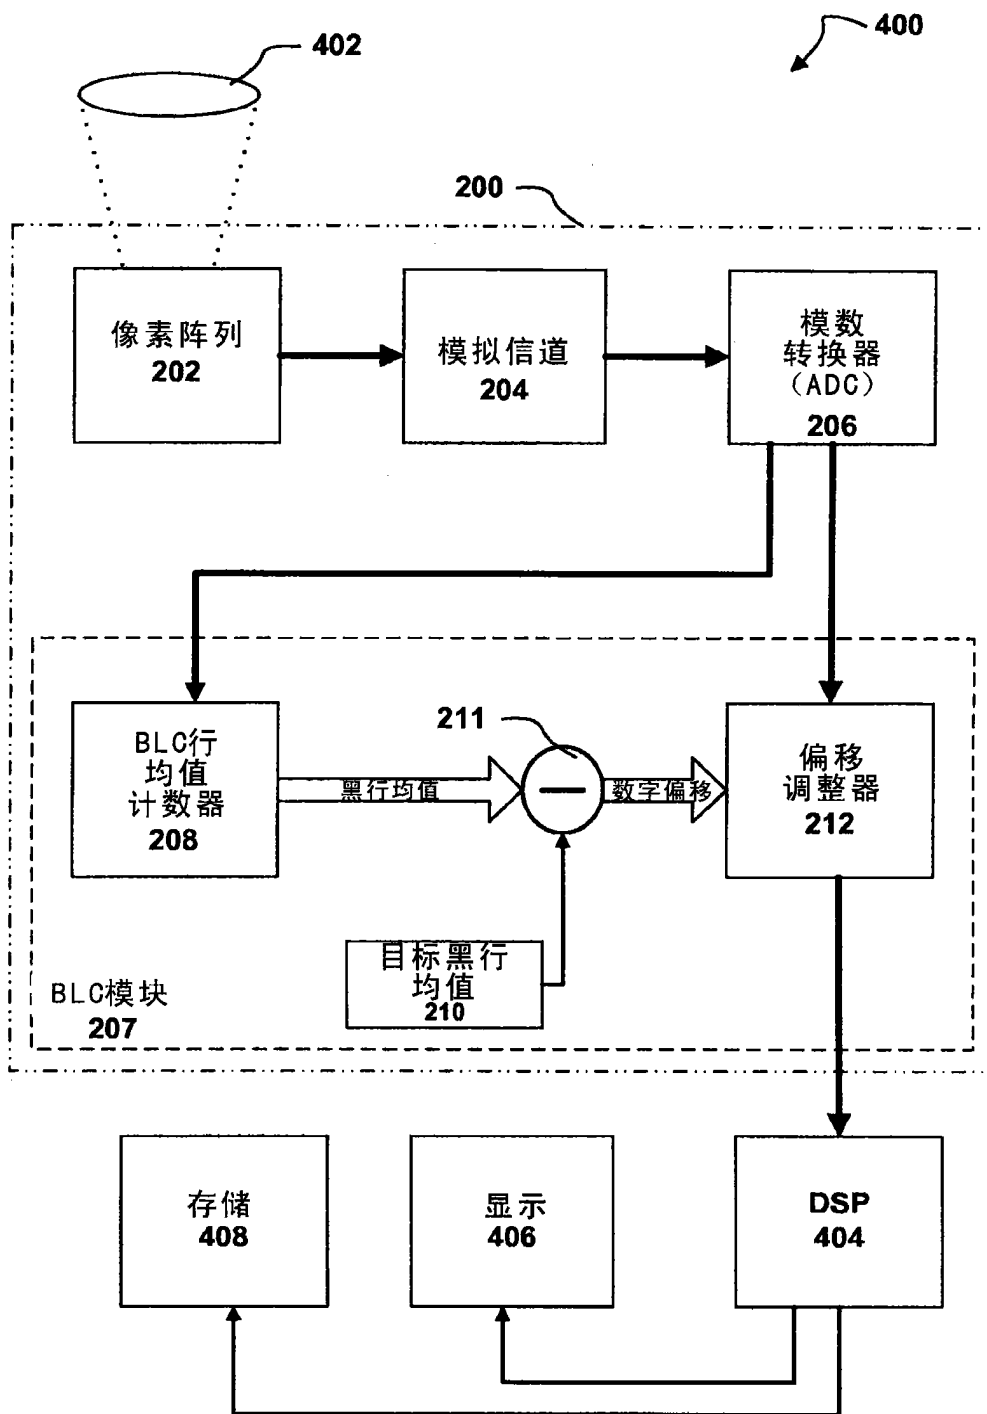 400
402
200
像素阵列
202
模拟信道
204
模数
转换器
(ADC)
206
211
BLC行
均值
计数器
208
黑行均值
数字偏移
偏移
调整器
212
目标黑行
均值
210
BLC模块
207
存储
408
显示
406
DSP
404